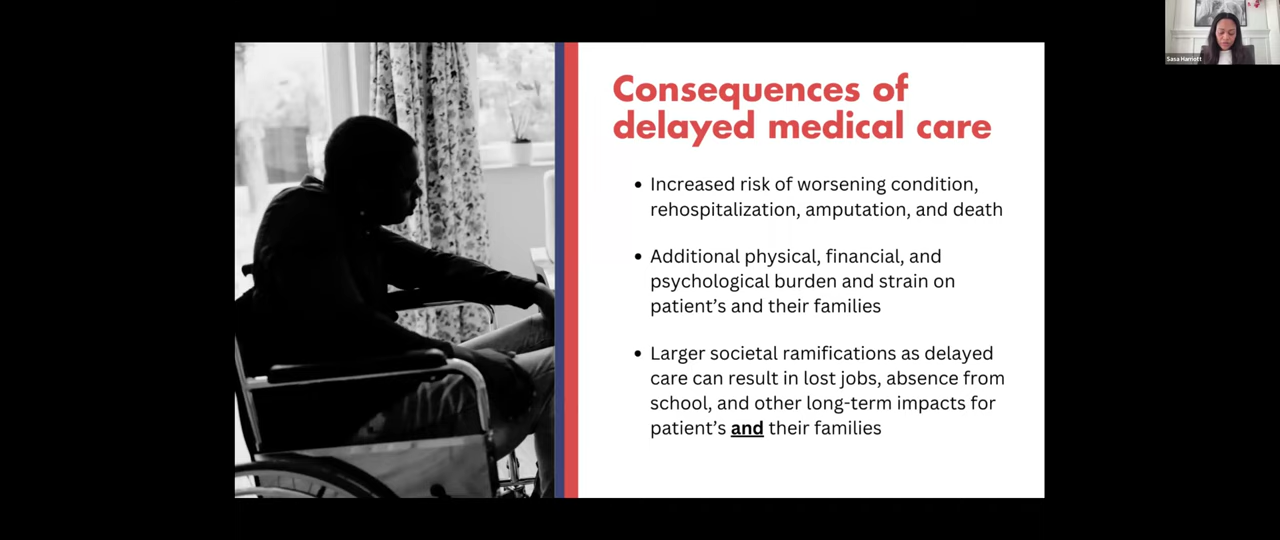 Consequences of
delayed medical care
• Increased risk of worsening condition,
rehospitalization, amputation, and death
• Additional physical, financial, and
psychological burden and strain on
patient’s and their families
• Larger societal ramifications as delayed
care can result in lost jobs, absence from
school, and other long-term impacts for
patient’s and their families
Sasa Harriott